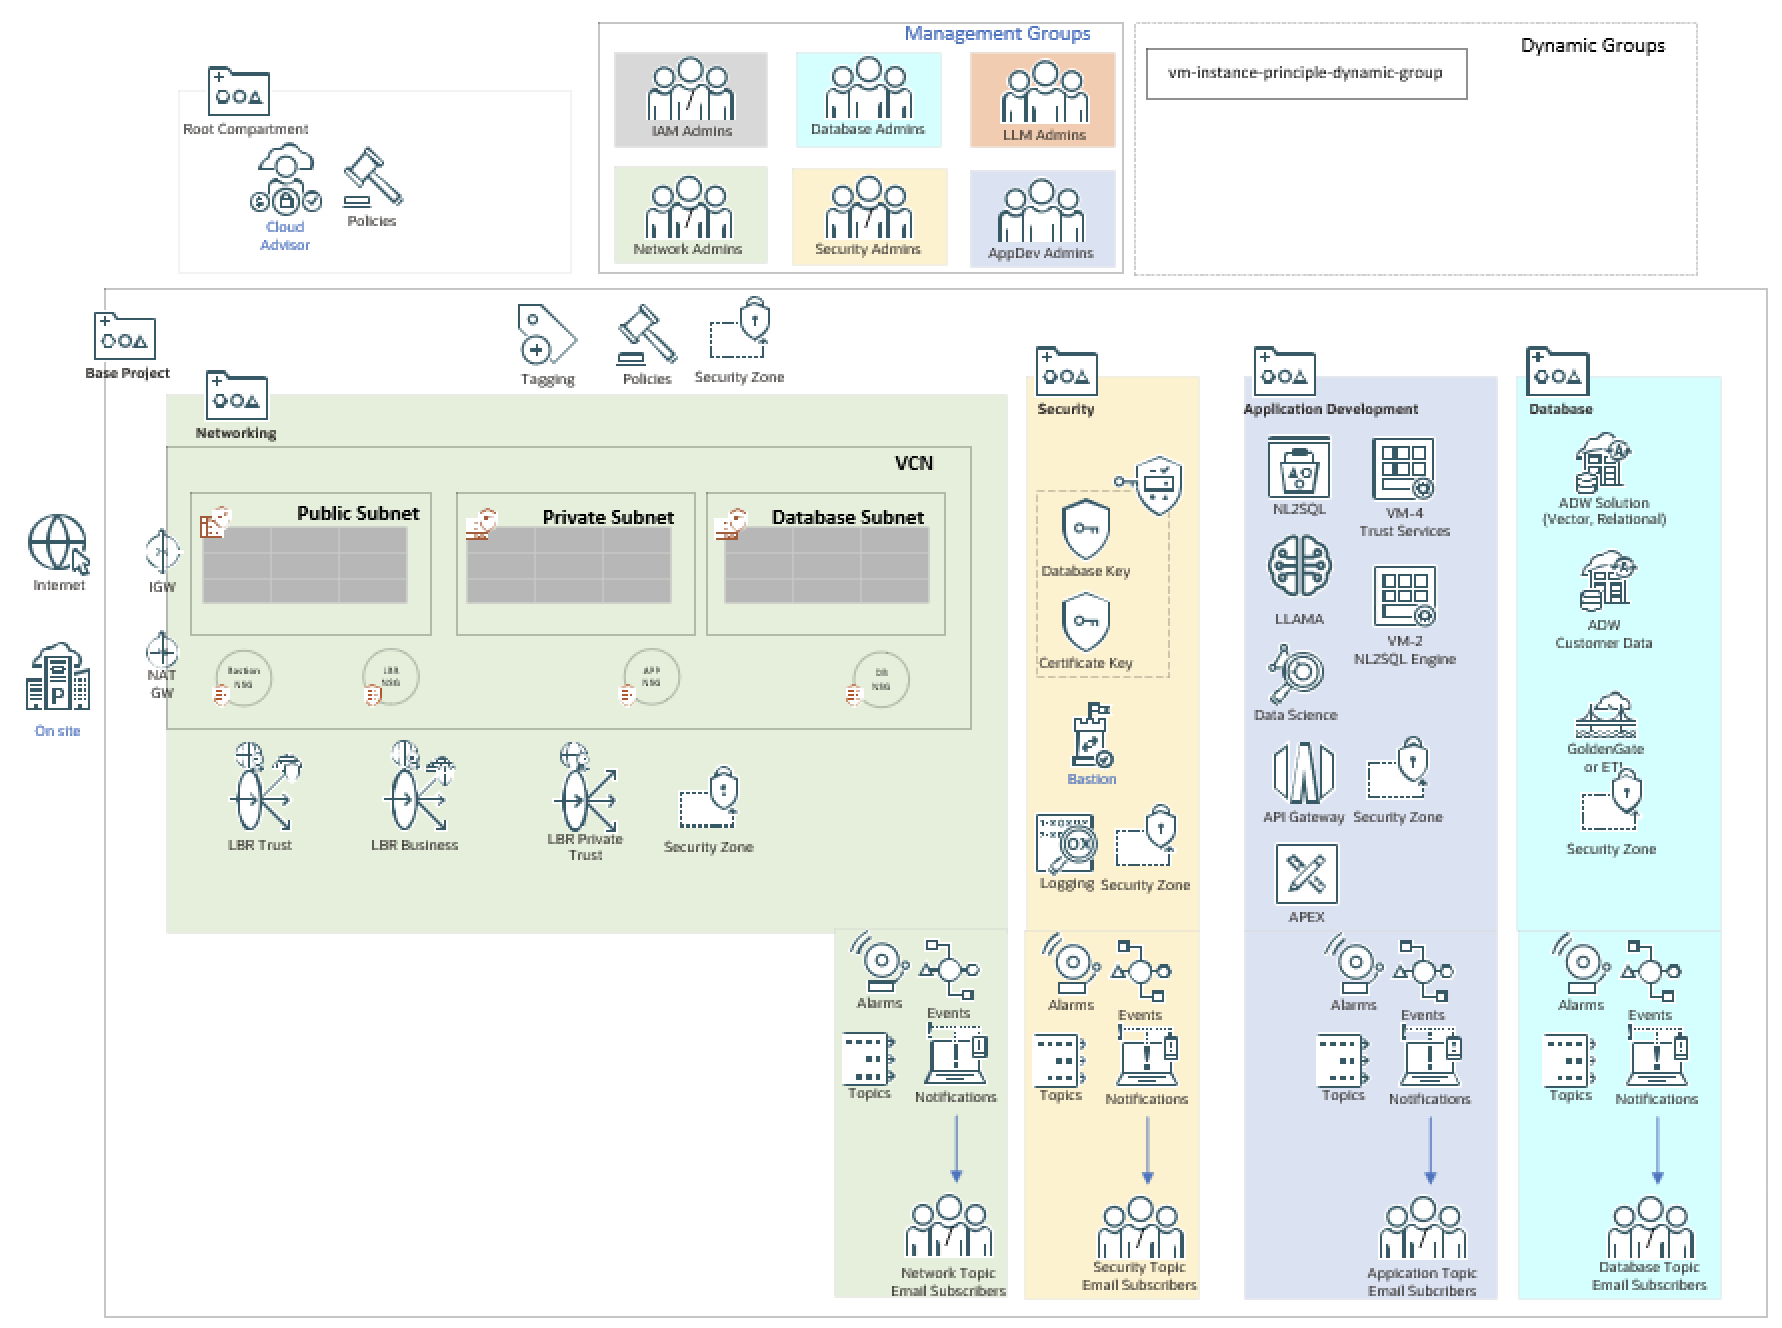 Management Groups
IAM Admins
Database Admins
LLM Admins
Network Admins
Security Admins
AppDev Admins
Dynamic Groups
vm-instance-principle-dynamic-group
Root Compartment
Cloud
Advisor
Policies
Base Project
Tagging
Policies
Security Zone
Networking
VCN
Public Subnet
Private Subnet
Database Subnet
Internet
IGW
NAT
GW
On site
P
Bastion
NSG
LBR
NSG
APP
NSG
DB
NSG
LBR Trust
LBR Business
LBR Private
Trust
Security Zone
Security
Database Key
Certificate Key
Bastion
Logging
Security Zone
Application Development
NL2SQL
VM-4
Trust Services
LLAMA
VM-2
NL2SQL Engine
Data Science
API Gateway
Security Zone
APEX
Database
ADW Solution
(Vector, Relational)
ADW
Customer Data
GoldenGate
or ETL
Security Zone
Alarms
Events
Topics
Notifications
Network Topic
Email Subscribers
Alarms
Events
Topics
Notifications
Security Topic
Email Subscribers
Alarms
Events
Topics
Notifications
Application Topic
Email Subscribers
Alarms
Events
Topics
Notifications
Database Topic
Email Subscribers